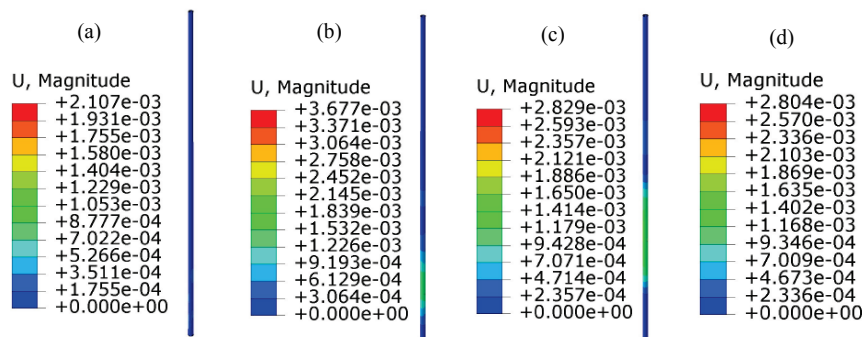 (a)
U, Magnitude
+2.107e-03
+1.931e-03
+1.755e-03
+1.580e-03
+1.404e-03
+1.229e-03
+1.053e-03
+8.777e-04
+7.022e-04
+5.266e-04
+3.511e-04
+1.755e-04
+0.000e+00
(b)
U, Magnitude
+3.677e-03
+3.371e-03
+3.064e-03
+2.758e-03
+2.452e-03
+2.145e-03
+1.839e-03
+1.532e-03
+1.226e-03
+9.193e-04
+6.129e-04
+3.064e-04
+0.000e+00
(c)
U, Magnitude
+2.829e-03
+2.593e-03
+2.357e-03
+2.121e-03
+1.886e-03
+1.650e-03
+1.414e-03
+1.179e-03
+9.428e-04
+7.071e-04
+4.714e-04
+2.357e-04
+0.000e+00
(d)
U, Magnitude
+2.804e-03
+2.570e-03
+2.336e-03
+2.103e-03
+1.869e-03
+1.635e-03
+1.402e-03
+1.168e-03
+9.346e-04
+7.009e-04
+4.673e-04
+2.336e-04
+0.000e+00